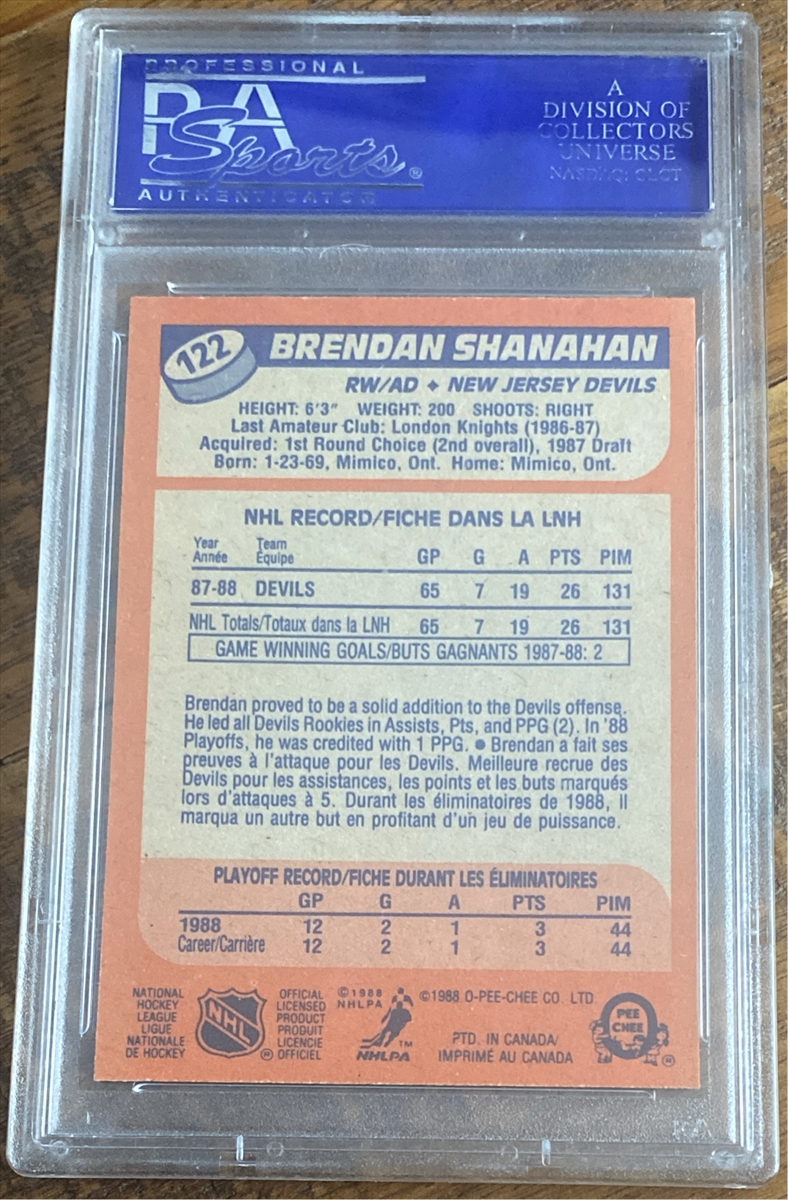 PROFESSIONAL
PSA
Sports®
AUTHENTICATOR
A
DIVISION OF
COLLECTORS
UNIVERSE
NASDAQ: CLCT
122
BRENDAN SHANAHAN
RW/AD ♦ NEW JERSEY DEVILS
HEIGHT: 6'3" WEIGHT: 200 SHOOTS: RIGHT
Last Amateur Club: London Knights (1986-87)
Acquired: 1st Round Choice (2nd overall), 1987 Draft
Born: 1-23-69, Mimico, Ont. Home: Mimico, Ont.
NHL RECORD/FICHE DANS LA LNH
Year Team
Année Équipe GP G A PTS PIM
87-88 DEVILS 65 7 19 26 131
NHL Totals/Totaux dans la LNH 65 7 19 26 131
GAME WINNING GOALS/BUTS GAGNANTS 1987-88: 2
Brendan proved to be a solid addition to the Devils offense.
He led all Devils Rookies in Assists, Pts, and PPG (2). In '88
Playoffs, he was credited with 1 PPG. ● Brendan a fait ses
preuves à l'attaque pour les Devils. Meilleure recrue des
Devils pour les assistances, les points et les buts marqués
lors d'attaques à 5. Durant les éliminatoires de 1988, il
marqua un autre but en profitant d'un jeu de puissance.
PLAYOFF RECORD/FICHE DURANT LES ÉLIMINATOIRES
GP G A PTS PIM
1988 12 2 1 3 44
Career/Carrière 12 2 1 3 44
NATIONAL
HOCKEY
LEAGUE
LIGUE
NATIONALE
DE HOCKEY
NHL
®
OFFICIAL
LICENSED
PRODUCT
PRODUIT
LICENCIE
OFFICIEL
©1988
NHLPA
TM
NHLPA
©1988 O-PEE-CHEE CO. LTD.
PTD. IN CANADA/
IMPRIMÉ AU CANADA
PEE
CHEE
®